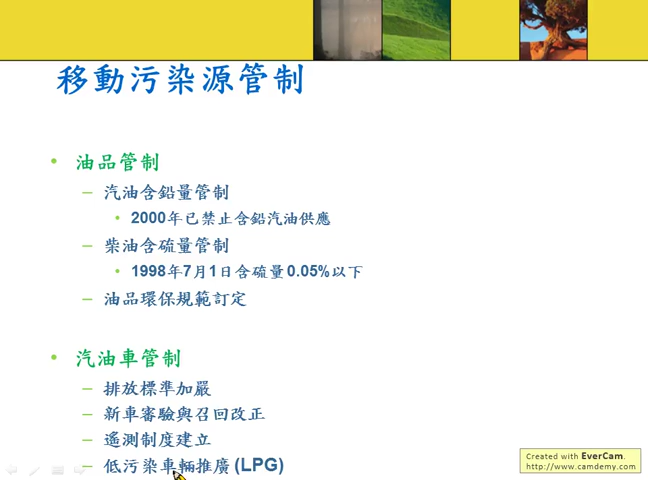 移動污染源管制
• 油品管制
– 汽油含鉛量管制
• 2000年已禁止含鉛汽油供應
– 柴油含硫量管制
• 1998年7月1日含硫量0.05%以下
– 油品環保規範訂定
• 汽油車管制
– 排放標準加嚴
– 新車審驗與召回改正
– 遙測制度建立
– 低污染車輛推廣(LPG)
Created with EverCam.
http://www.camdemy.com